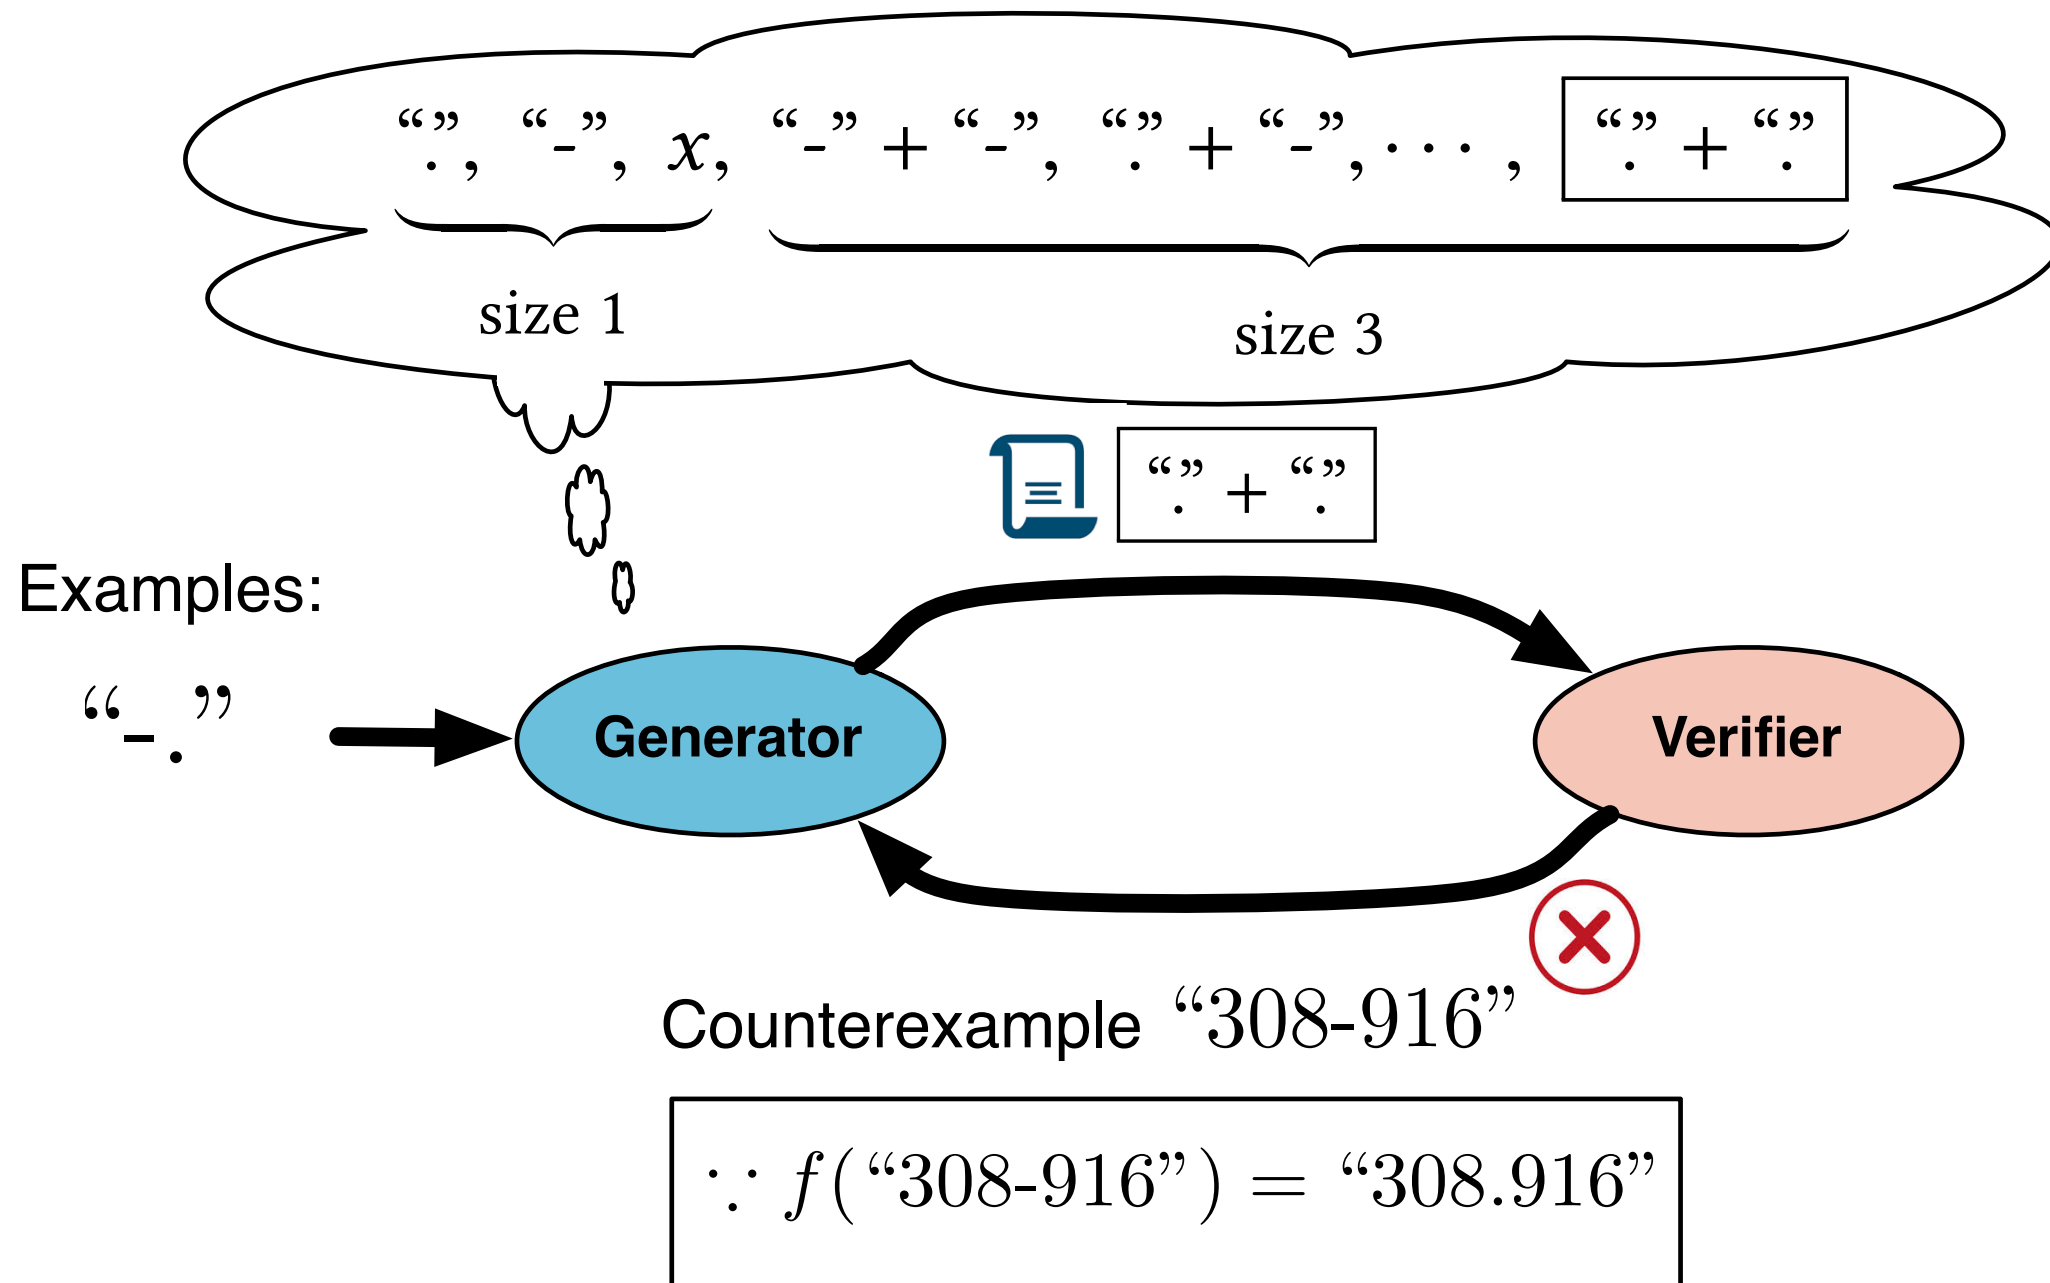 “.”, “-”, x, “-” + “-”, “.” + “-”, ··· , “.” + “.”
size 1
size 3
“.” + “.”
Examples:
“-.”
Generator
Verifier
Counterexample “308-916”
∵ f(“308-916”) = “308.916”